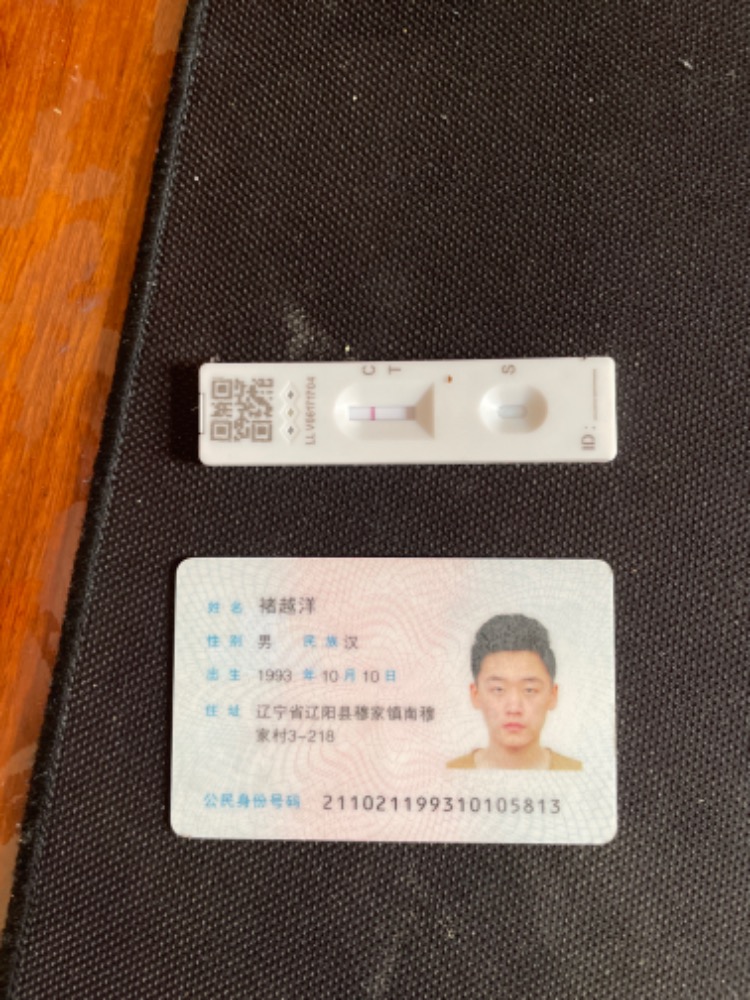 C
T
S
ID:
姓名 褚越洋
性别 男 民族 汉
出生 1993 年 10 月 10 日
住址 辽宁省辽阳县穆家镇南穆
家村3-218
公民身份号码 211021199310105813